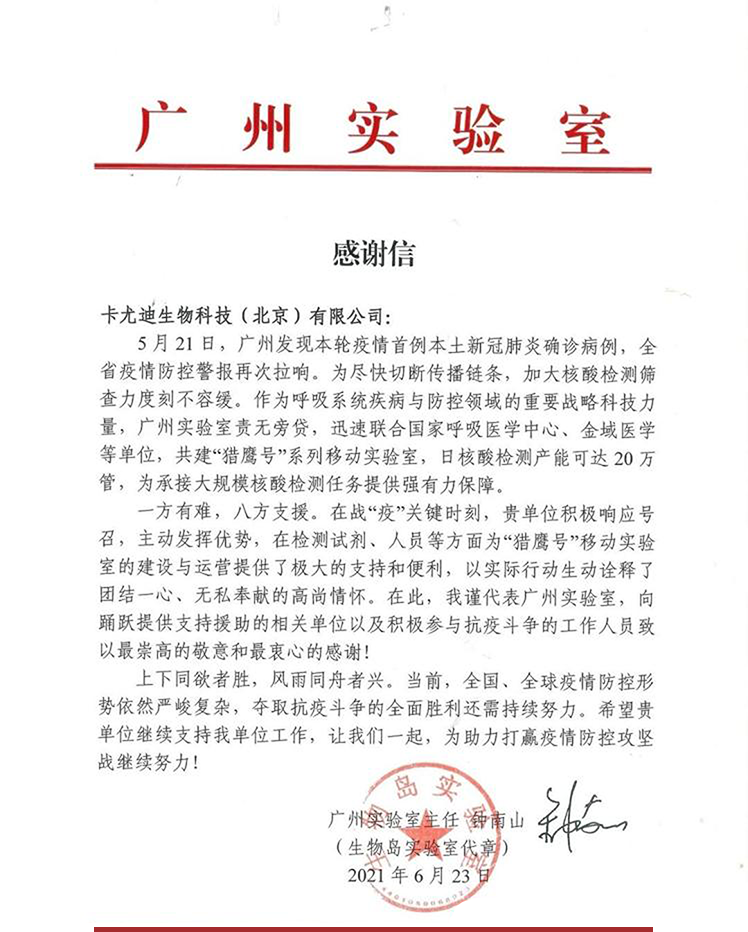 广州实验室
感谢信
卡尤迪生物科技（北京）有限公司：
5月21日，广州发现本轮疫情首例本土新冠肺炎确诊病例，全
省疫情防控警报再次拉响。为尽快切断传播链条，加大核酸检测筛
查力度刻不容缓。作为呼吸系统疾病与防控领域的重要战略科技力
量，广州实验室责无旁贷，迅速联合国家呼吸医学中心、金域医学
等单位，共建“猎鹰号”系列移动实验室，日核酸检测产能可达20万
管，为承接大规模核酸检测任务提供强有力保障。
一方有难，八方支援。在战“疫”关键时刻，贵单位积极响应号
召，主动发挥优势，在检测试剂、人员等方面为“猎鹰号”移动实验
室的建设与运营提供了极大的支持和便利，以实际行动生动诠释了
团结一心、无私奉献的高尚情怀。在此，我谨代表广州实验室，向
踊跃提供支持援助的相关单位以及积极参与抗疫斗争的工作人员致
以最崇高的敬意和最衷心的感谢！
上下同欲者胜，风雨同舟者兴。当前，全国、全球疫情防控形
势依然严峻复杂，夺取抗疫斗争的全面胜利还需持续努力。希望贵
单位继续支持我单位工作，让我们一起，为助力打赢疫情防控攻坚
战继续努力！
广州实验室主任 钟南山
（生物岛实验室代章）
2021年6月23日
生物岛实验室